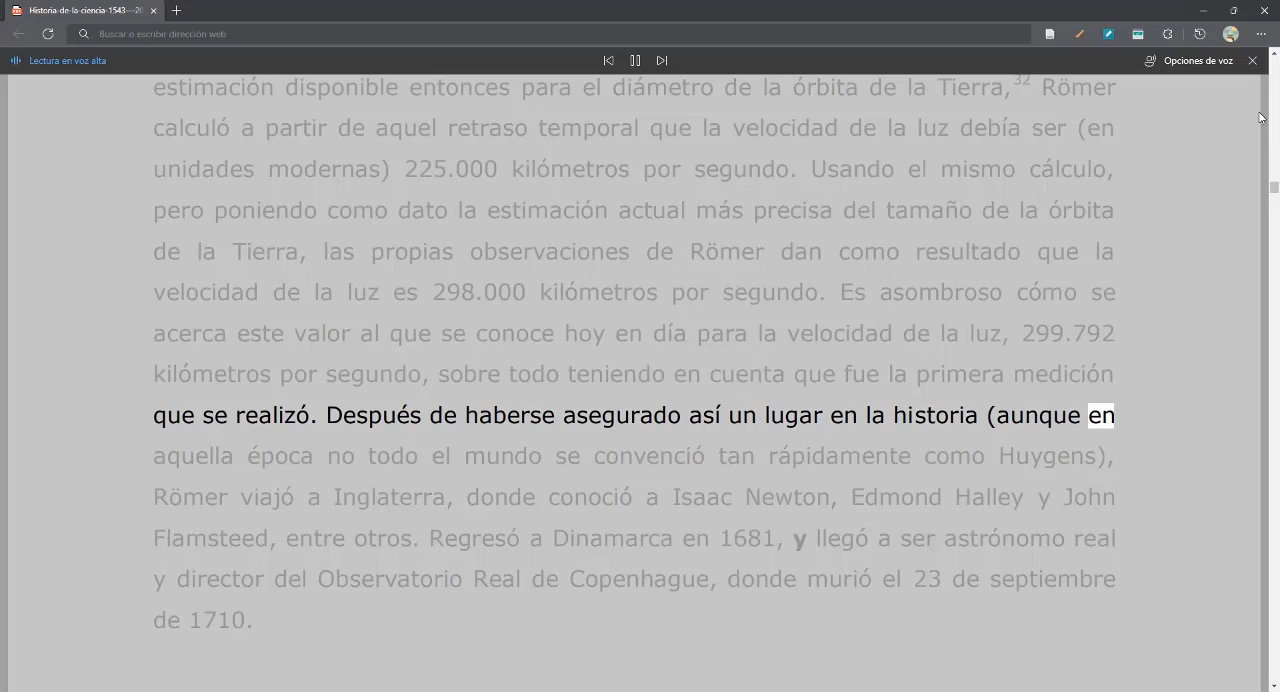 Historia-de-la-ciencia-1543---20
Buscar o escribir dirección web
Lectura en voz alta
Opciones de voz
estimación disponible entonces para el diámetro de la órbita de la Tierra,32 Römer
calculó a partir de aquel retraso temporal que la velocidad de la luz debía ser (en
unidades modernas) 225.000 kilómetros por segundo. Usando el mismo cálculo,
pero poniendo como dato la estimación actual más precisa del tamaño de la órbita
de la Tierra, las propias observaciones de Römer dan como resultado que la
velocidad de la luz es 298.000 kilómetros por segundo. Es asombroso cómo se
acerca este valor al que se conoce hoy en día para la velocidad de la luz, 299.792
kilómetros por segundo, sobre todo teniendo en cuenta que fue la primera medición
que se realizó. Después de haberse asegurado así un lugar en la historia (aunque en
aquella época no todo el mundo se convenció tan rápidamente como Huygens),
Römer viajó a Inglaterra, donde conoció a Isaac Newton, Edmond Halley y John
Flamsteed, entre otros. Regresó a Dinamarca en 1681, y llegó a ser astrónomo real
y director del Observatorio Real de Copenhague, donde murió el 23 de septiembre
de 1710.